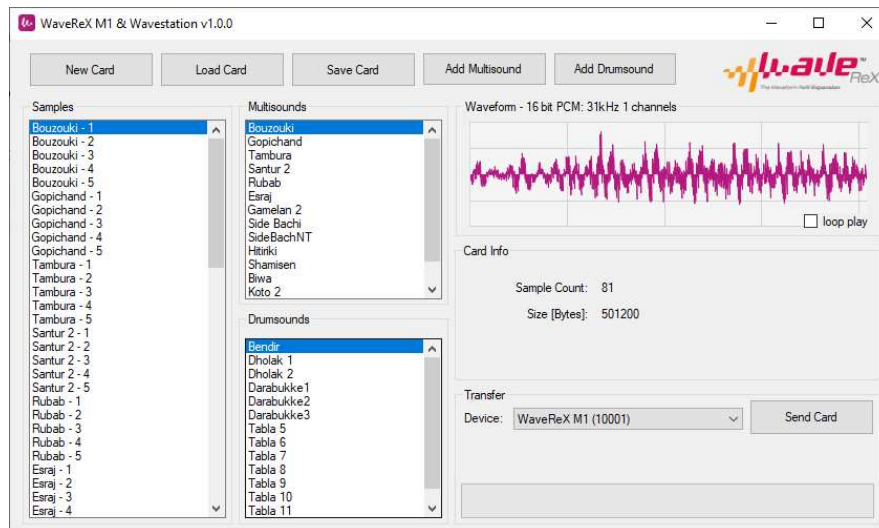 WaveReX M1 & Wavestation v1.0.0
New Card
Load Card
Save Card
Add Multisound
Add Drumsound
wave ReX™
The Waveform ReX Expansion
Samples
Bouzouki - 1
Bouzouki - 2
Bouzouki - 3
Bouzouki - 4
Bouzouki - 5
Gopichand - 1
Gopichand - 2
Gopichand - 3
Gopichand - 4
Gopichand - 5
Tambura - 1
Tambura - 2
Tambura - 3
Tambura - 4
Tambura - 5
Santur 2 - 1
Santur 2 - 2
Santur 2 - 3
Santur 2 - 4
Santur 2 - 5
Rubab - 1
Rubab - 2
Rubab - 3
Rubab - 4
Rubab - 5
Esraj - 1
Esraj - 2
Esraj - 3
Esraj - 4
Multisounds
Bouzouki
Gopichand
Tambura
Santur 2
Rubab
Esraj
Gamelan 2
Side Bachi
SideBachNT
Hitiriki
Shamisen
Biwa
Koto 2
Drumsounds
Bendir
Dholak 1
Dholak 2
Darabukke1
Darabukke2
Darabukke3
Tabla 5
Tabla 6
Tabla 7
Tabla 8
Tabla 9
Tabla 10
Tabla 11
Waveform - 16 bit PCM: 31kHz 1 channels
loop play
Card Info
Sample Count: 81
Size [Bytes]: 501200
Transfer
Device: WaveReX M1 (10001)
Send Card